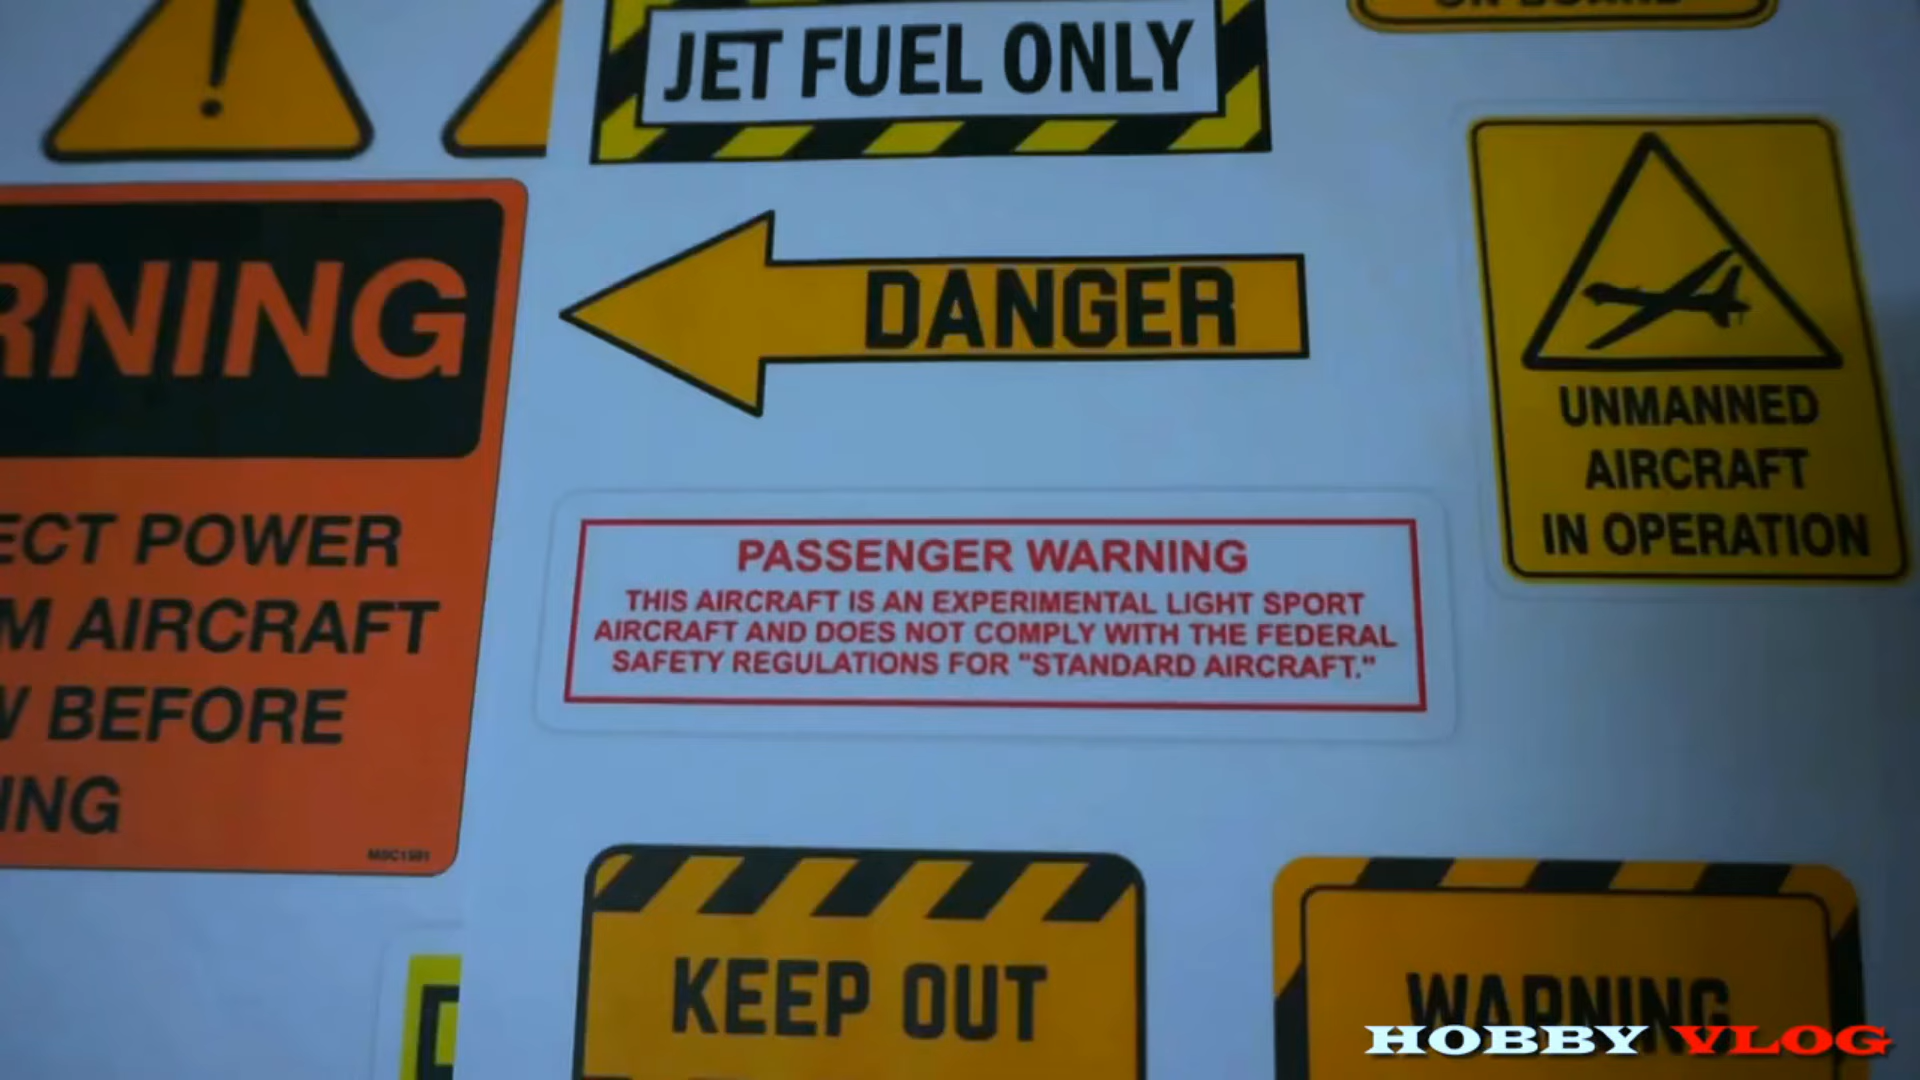 ON BOARD
JET FUEL ONLY
RNING
ECT POWER
M AIRCRAFT
W BEFORE
ING
DANGER
UNMANNED
AIRCRAFT
IN OPERATION
PASSENGER WARNING
THIS AIRCRAFT IS AN EXPERIMENTAL LIGHT SPORT
AIRCRAFT AND DOES NOT COMPLY WITH THE FEDERAL
SAFETY REGULATIONS FOR "STANDARD AIRCRAFT."
KEEP OUT
WARNING
HOBBY VLOG